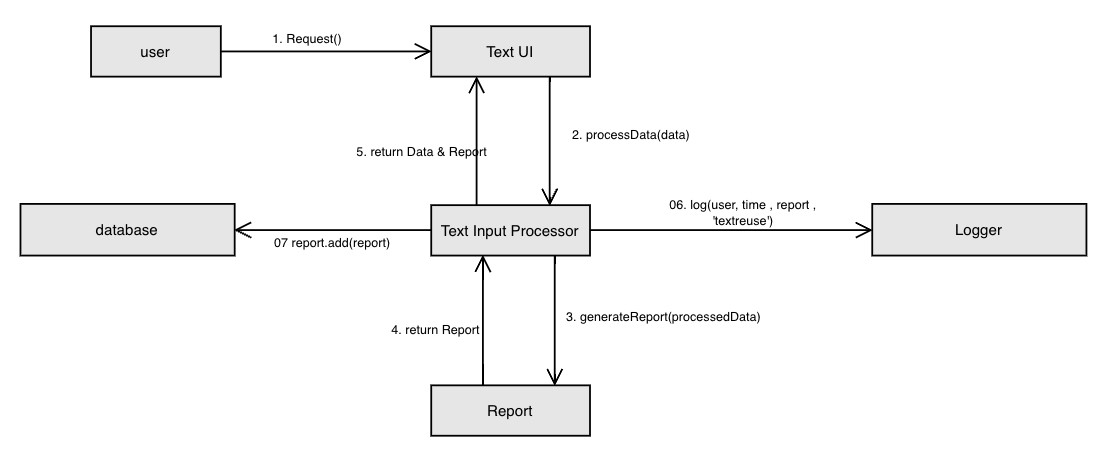 1. Request()
user
Text UI
2. processData(data)
5. return Data & Report
06. log(user, time , report ,
'textreuse')
database
Text Input Processor
Logger
07 report.add(report)
3. generateReport(processedData)
4. return Report
Report